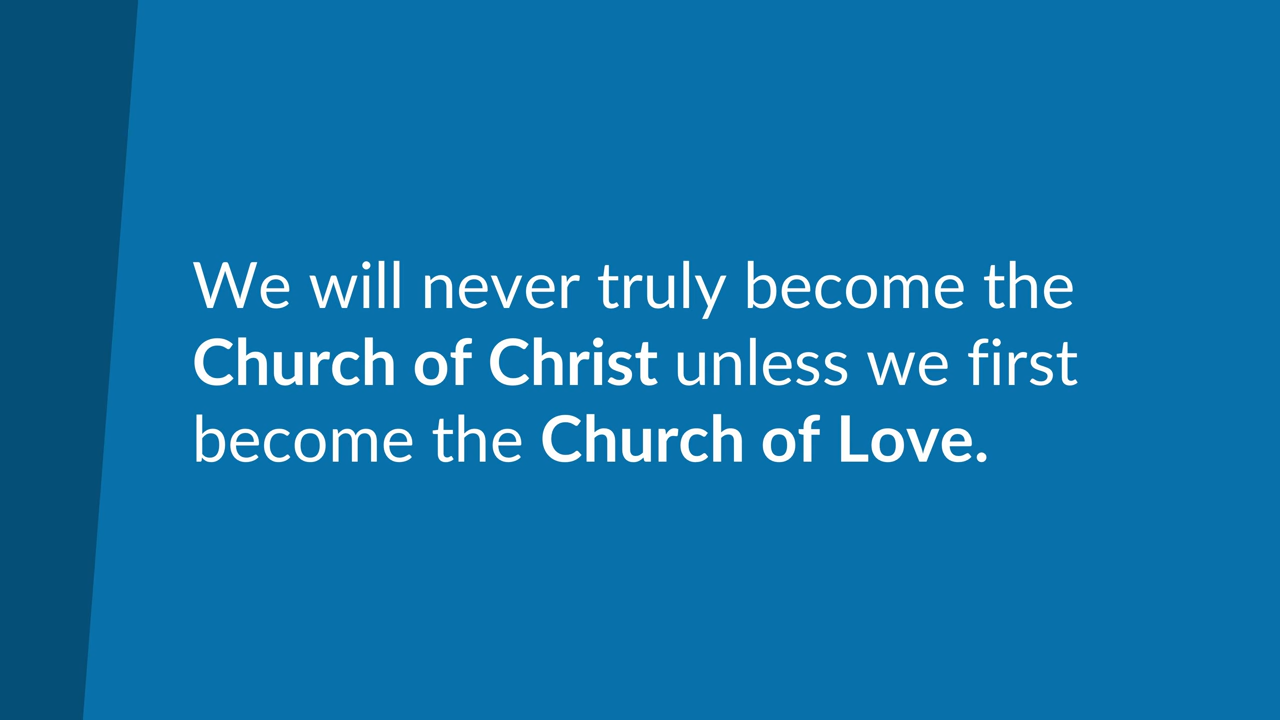 We will never truly become the
Church of Christ unless we first
become the Church of Love.